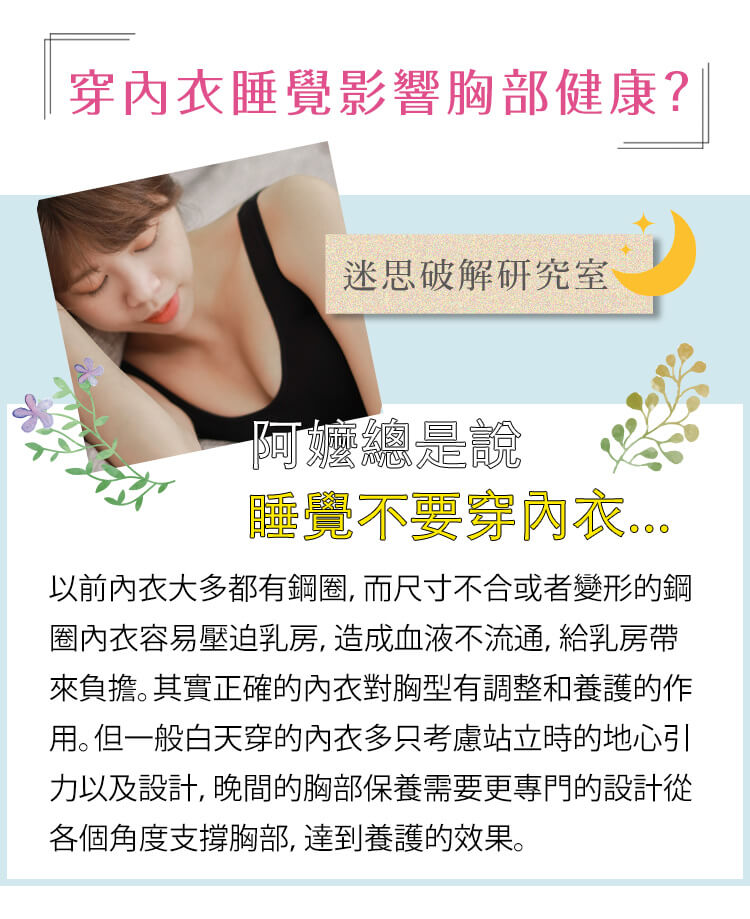 穿內衣睡覺影響胸部健康?
迷思破解研究室
阿嬤總是說
睡覺不要穿內衣...
以前內衣大多都有鋼圈, 而尺寸不合或者變形的鋼
圈內衣容易壓迫乳房, 造成血液不流通, 給乳房帶
來負擔。其實正確的內衣對胸型有調整和養護的作
用。但一般白天穿的內衣多只考慮站立時的地心引
力以及設計, 晚間的胸部保養需要更專門的設計從
各個角度支撐胸部, 達到養護的效果。